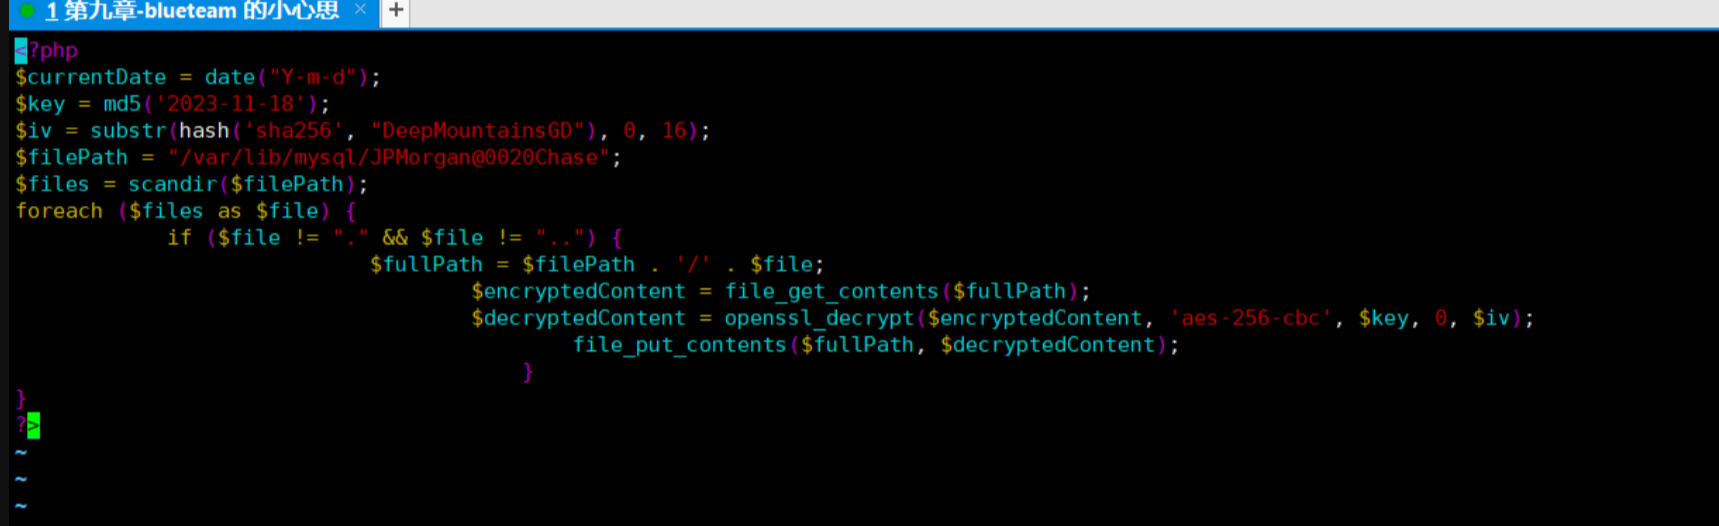 1 第九章-blueteam 的小心思 × +
<?php
$currentDate = date("Y-m-d");
$key = md5('2023-11-18');
$iv = substr(hash('sha256', "DeepMountainsGD"), 0, 16);
$filePath = "/var/lib/mysql/JPMorgan@0020Chase";
$files = scandir($filePath);
foreach ($files as $file) {
if ($file != "." && $file != "..") {
$fullPath = $filePath . '/' . $file;
$encryptedContent = file_get_contents($fullPath);
$decryptedContent = openssl_decrypt($encryptedContent, 'aes-256-cbc', $key, 0, $iv);
file_put_contents($fullPath, $decryptedContent);
}
}
?>
~
~
~